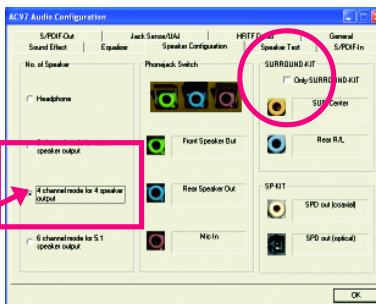 AC97 Audio Configuration
S/PDIF-Out
Jack Sense/UAJ
General
Sound Effect
Equalizer
Speaker Configuration
Speaker Test
S/PDIF-In
No. of Speaker
Phonejack Switch
SURROUND-KIT
Only SURROUND-KIT
Headphone
Center
speaker output
Front Speaker Out
Rear R/L
4 channel mode for 4 speaker
output
Rear Speaker Out
SP-KIT
SPD out (coaxial)
6 channel mode for 5.1
speaker output
Mic In
SPD out (optical)
OK